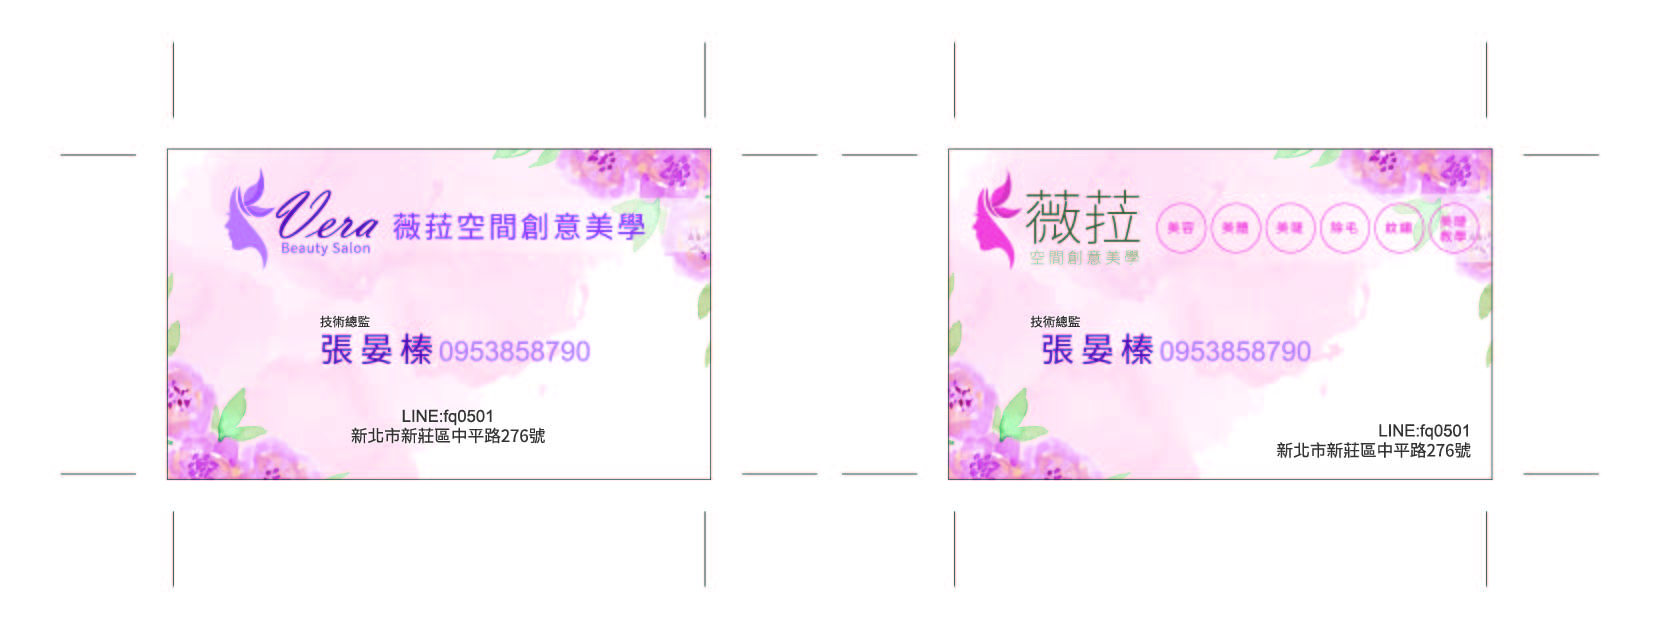 Vera
Beauty Salon
薇菈空間創意美學
技術總監
張晏榛 0953858790
LINE:fq0501
新北市新莊區中平路276號
薇菈
空間創意美學
美容 美體 美睫 除毛 紋繡 美睫教學
技術總監
張晏榛 0953858790
LINE:fq0501
新北市新莊區中平路276號